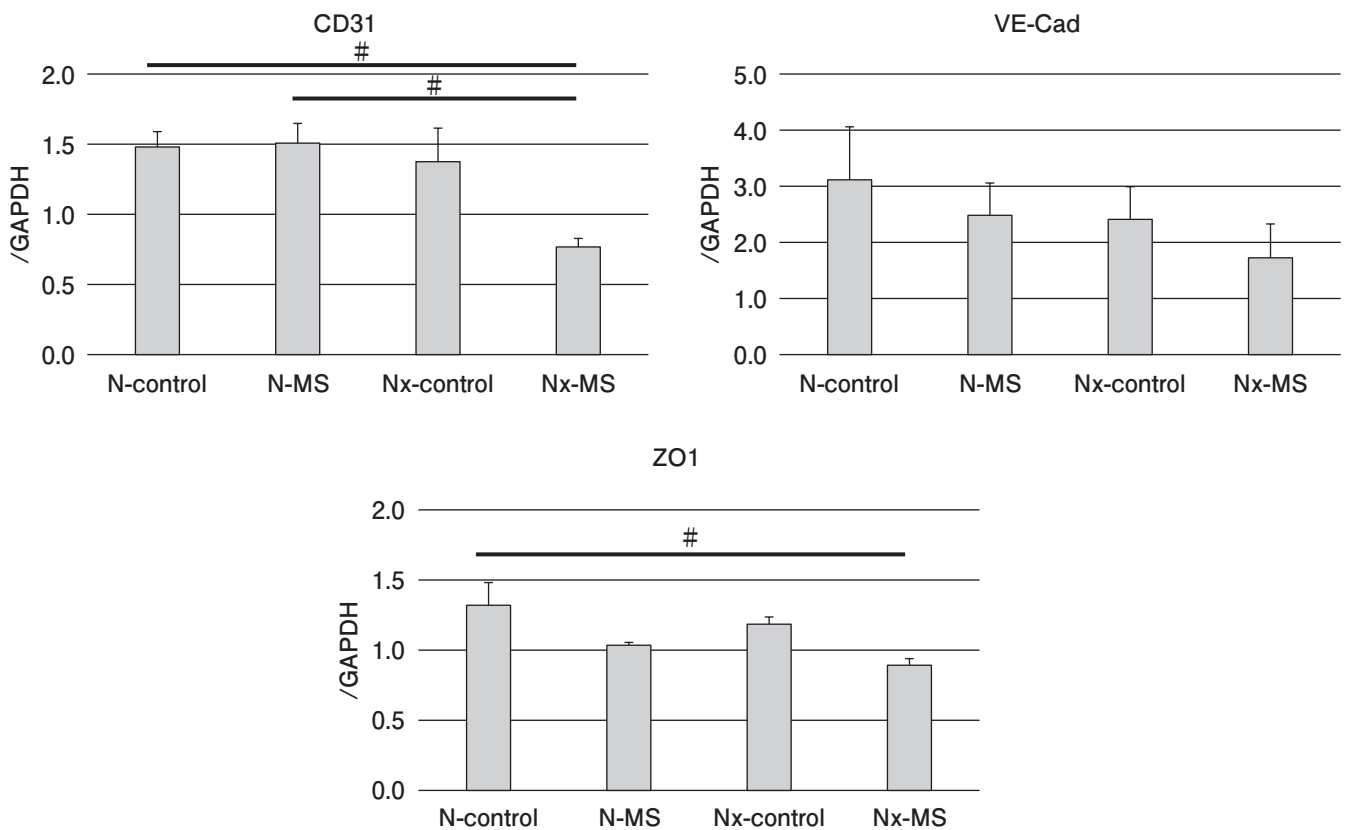 CD31
#
#
2.0
1.5
1.0
0.5
0.0
/GAPDH
N-control N-MS Nx-control Nx-MS
VE-Cad
5.0
4.0
3.0
2.0
1.0
0.0
/GAPDH
N-control N-MS Nx-control Nx-MS
ZO1
#
2.0
1.5
1.0
0.5
0.0
/GAPDH
N-control N-MS Nx-control Nx-MS